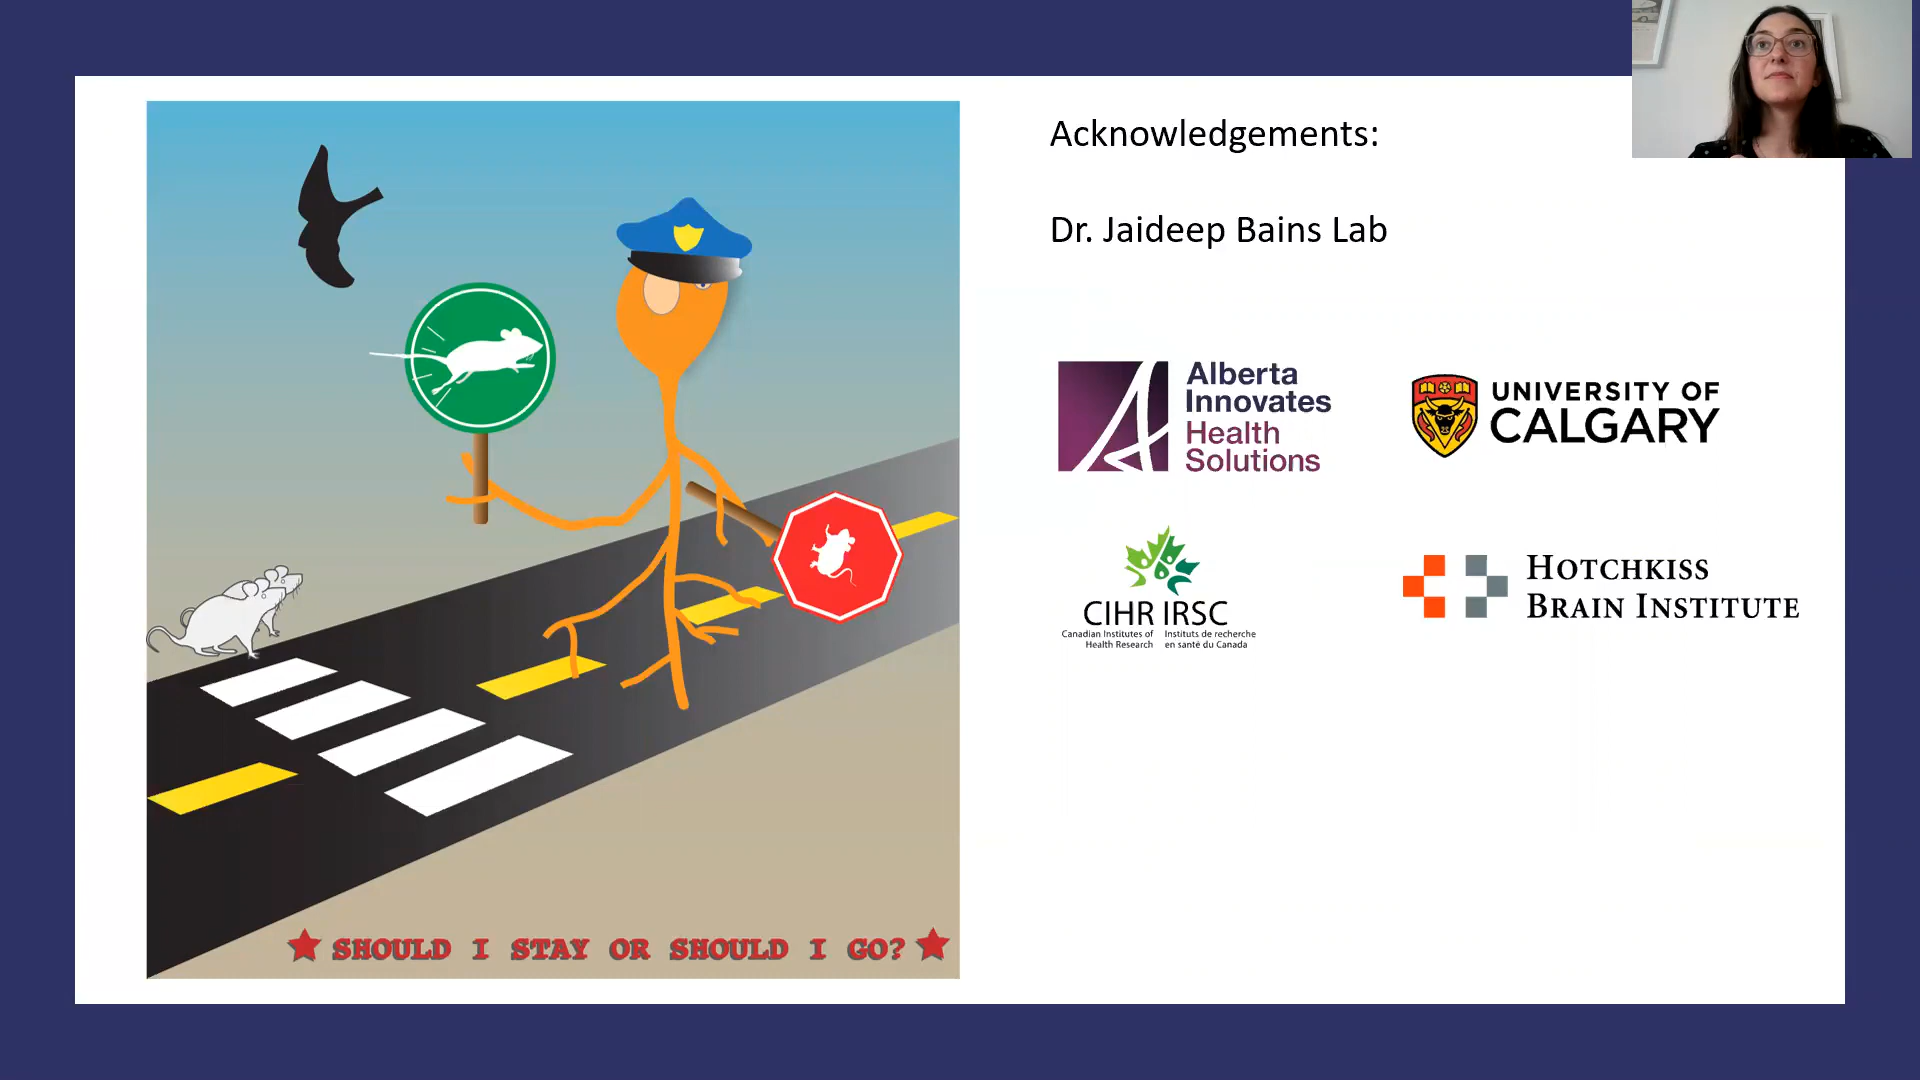 Acknowledgements:
Dr. Jaideep Bains Lab
Alberta
Innovates
Health
Solutions
UNIVERSITY OF
CALGARY
CIHR IRSC
Canadian Institutes of
Health Research
Instituts de recherche
en santé du Canada
HOTCHKISS
BRAIN INSTITUTE
SHOULD I STAY OR SHOULD I GO?